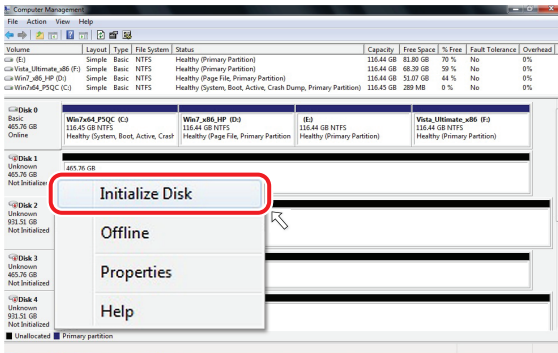 Computer Management
File Action View Help
Volume Layout Type File System Status Capacity Free Space % Free Fault Tolerance Overhead
(E:) Simple Basic NTFS Healthy (Primary Partition) 116.44 GB 81.80 GB 70 % No 0%
Vista_Ultimate_x86 (F:) Simple Basic NTFS Healthy (Primary Partition) 116.44 GB 68.39 GB 59 % No 0%
Win7_x86_HP (D:) Simple Basic NTFS Healthy (Page File, Primary Partition) 116.44 GB 51.07 GB 44 % No 0%
Win7x64_P5QC (C:) Simple Basic NTFS Healthy (System, Boot, Active, Crash Dump, Primary Partition) 116.45 GB 289 MB 0 % No 0%
Disk 0
Basic
465.76 GB
Online
Win7x64_P5QC (C:)
116.45 GB NTFS
Healthy (System, Boot, Active, Crash
Win7_x86_HP (D:)
116.44 GB NTFS
Healthy (Page File, Primary Partition
(E:)
116.44 GB NTFS
Healthy (Primary Partition)
Vista_Ultimate_x86 (F:)
116.44 GB NTFS
Healthy (Primary Partition)
Disk 1
Unknown
465.76 GB
Not Initialize
465.76 GB
Disk 2
Unknown
931.51 GB
Not Initialized
Disk 3
Unknown
465.76 GB
Not Initialized
Disk 4
Unknown
931.51 GB
Not Initialized
Initialize Disk
Offline
Properties
Help
Unallocated Primary partition